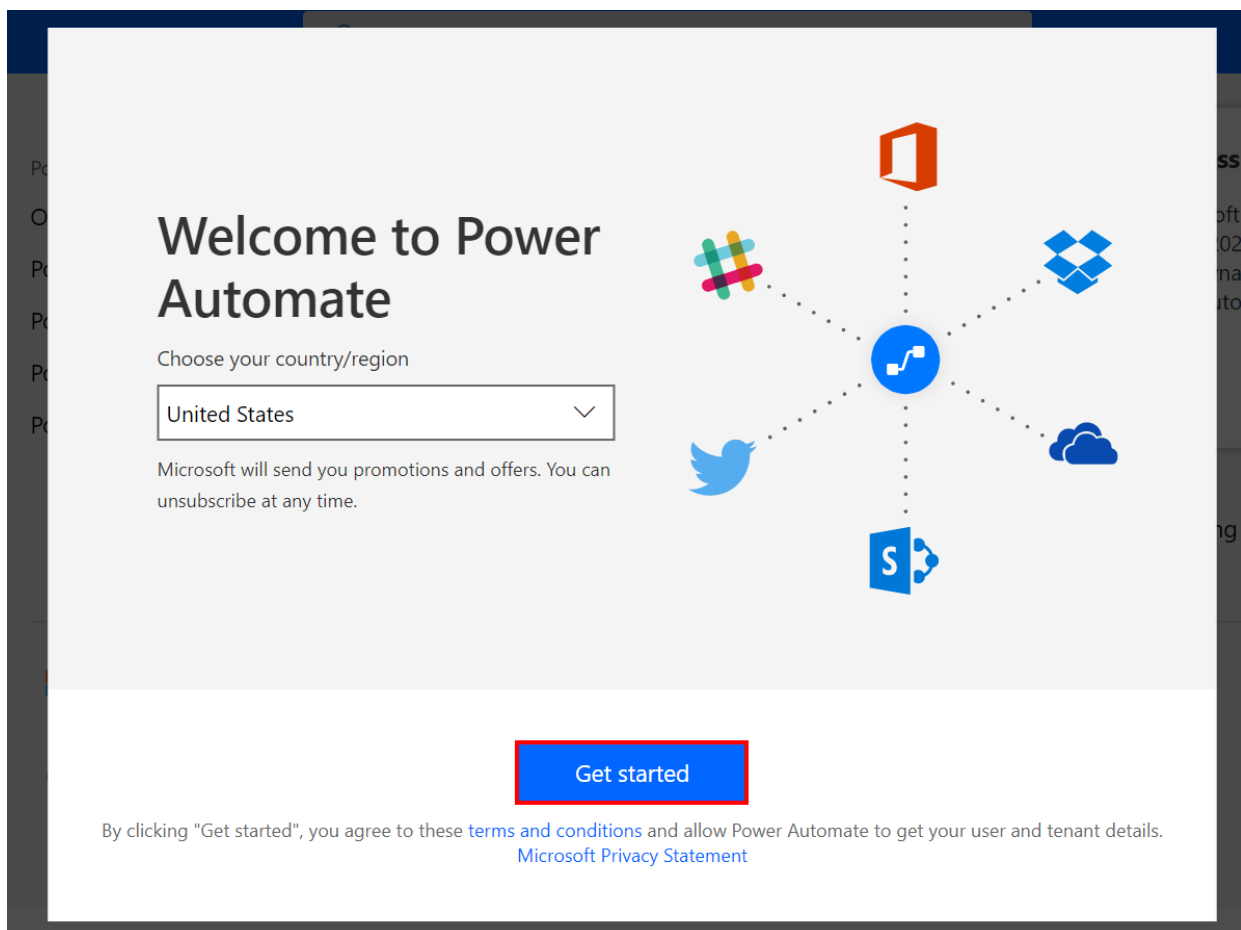 Welcome to Power
Automate
Choose your country/region
United States
Microsoft will send you promotions and offers. You can
unsubscribe at any time.
S
Get started
By clicking "Get started", you agree to these terms and conditions and allow Power Automate to get your user and tenant details.
Microsoft Privacy Statement